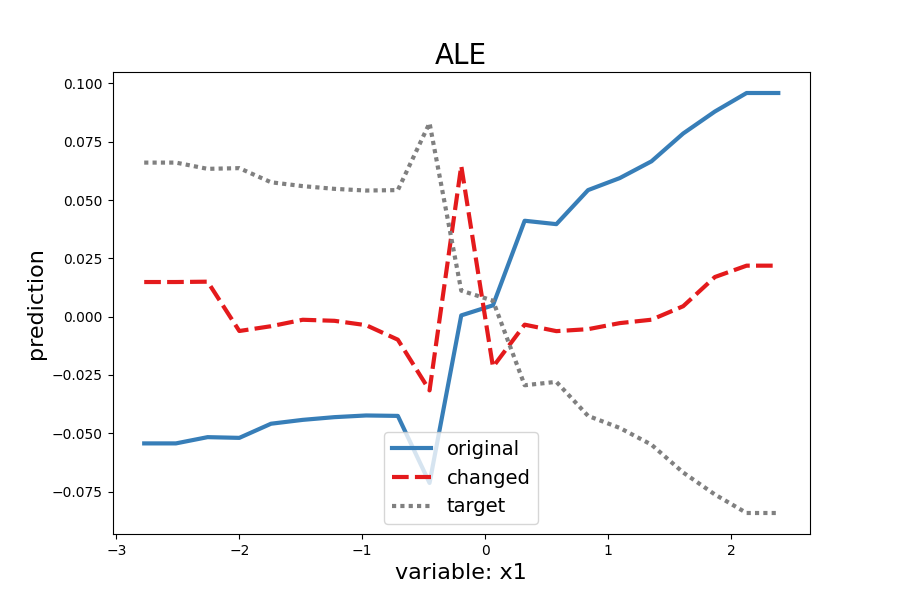 ALE
prediction
0.100
0.075
0.050
0.025
0.000
−0.025
−0.050
−0.075
original
changed
target
−3 −2 −1 0 1 2
variable: x1